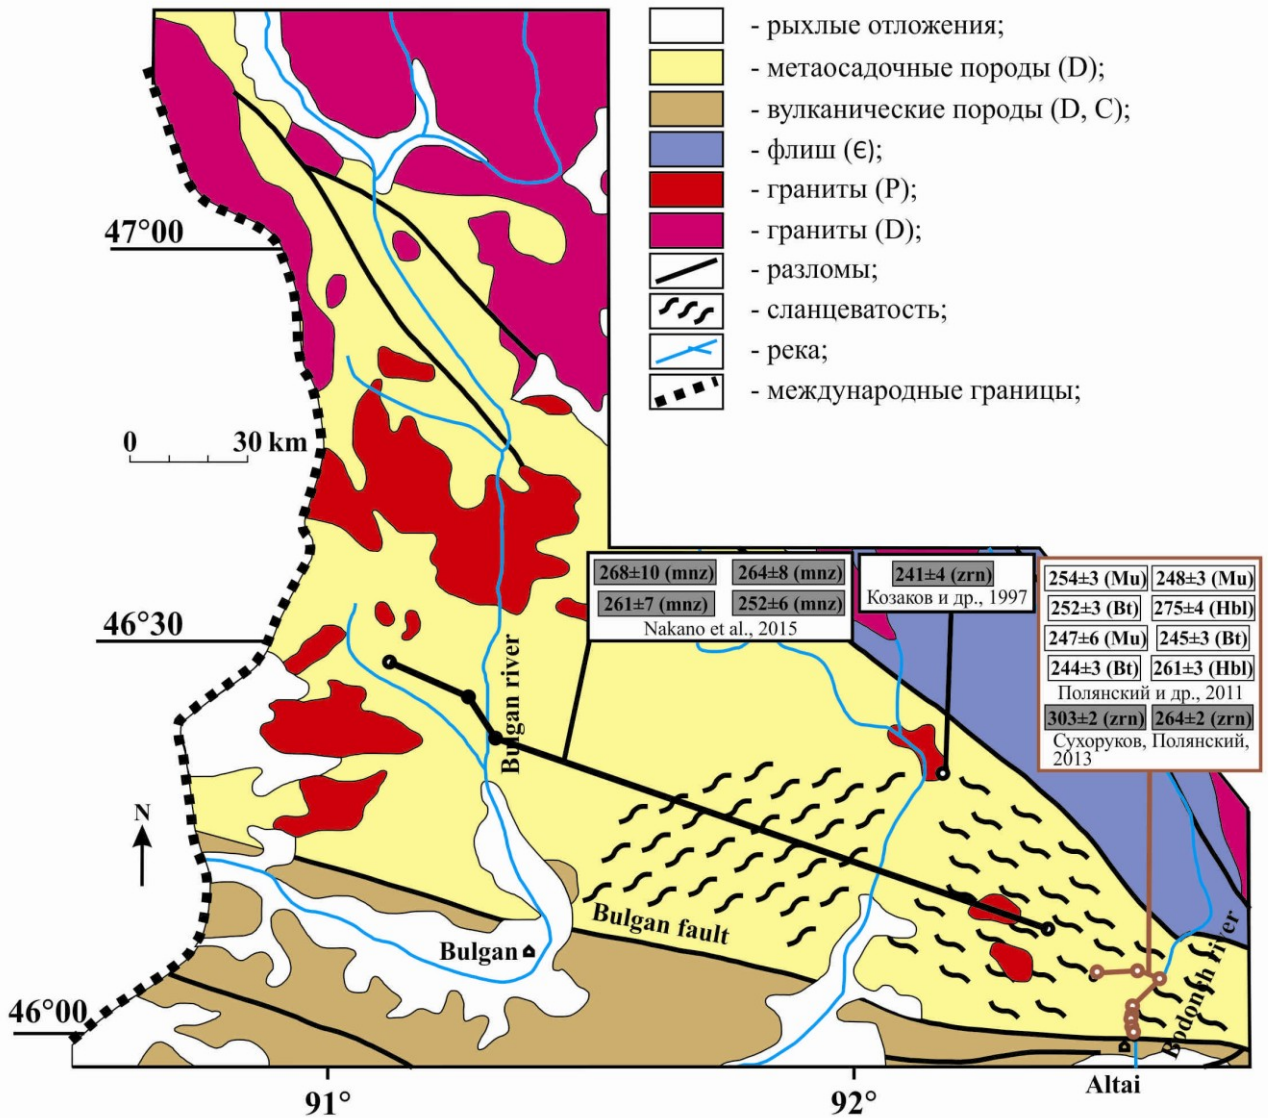 - рыхлые отложения;
- метаосадочные породы (D);
- вулканические породы (D, C);
- флиш (Є);
- граниты (P);
- граниты (D);
- разломы;
- сланцеватость;
- река;
- международные границы;
47°00
0 30 km
46°30
268±10 (mnz) 264±8 (mnz)
261±7 (mnz) 252±6 (mnz)
Nakano et al., 2015
241±4 (zrn)
Козаков и др., 1997
254±3 (Mu) 248±3 (Mu)
252±3 (Bt) 275±4 (Hbl)
247±6 (Mu) 245±3 (Bt)
244±3 (Bt) 261±3 (Hbl)
Полянский и др., 2011
303±2 (zrn) 264±2 (zrn)
Сухоруков, Полянский,
2013
Bulgan river
N
Bulgan fault
Bulgan
Bodonch river
46°00
Altai
91°
92°